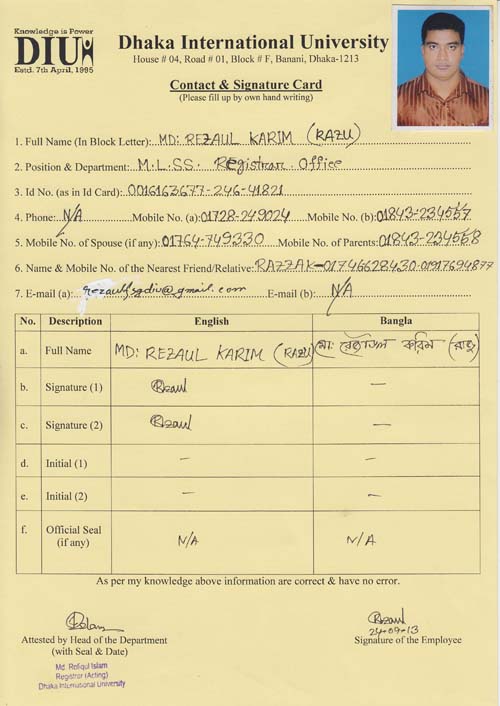 Knowledge is Power
DIU
Estd. 7th April, 1995
Dhaka International University
House # 04, Road # 01, Block # F, Banani, Dhaka-1213
Contact & Signature Card
(Please fill up by own hand writing)
1. Full Name (In Block Letter): MD: REZAUL KARIM (RAZU)
2. Position & Department: M.L.SS. Registrar Office
3. Id No. (as in Id Card): 0016163677-246-41821
4. Phone: N/A Mobile No. (a): 01728-249024 Mobile No. (b): 01843-234557
5. Mobile No. of Spouse (if any): 01764-749330 Mobile No. of Parents: 01843-234558
6. Name & Mobile No. of the Nearest Friend/Relative: RAZZAK-01746628430-01917694877
7. E-mail (a): rezaulfsgdiu@gmail.com E-mail (b): N/A
No. Description English Bangla
a. Full Name MD: REZAUL KARIM (RAZU) মো: রেজাউল করিম (রাজু)
b. Signature (1) Rezaul –
c. Signature (2) Rezaul –
d. Initial (1) – –
e. Initial (2) – –
f. Official Seal (if any) N/A N/A
As per my knowledge above information are correct & have no error.
Rezaul
24-09-13
Attested by Head of the Department Signature of the Employee
(with Seal & Date)
Md. Rafiqul Islam
Registrar (Acting)
Dhaka International University